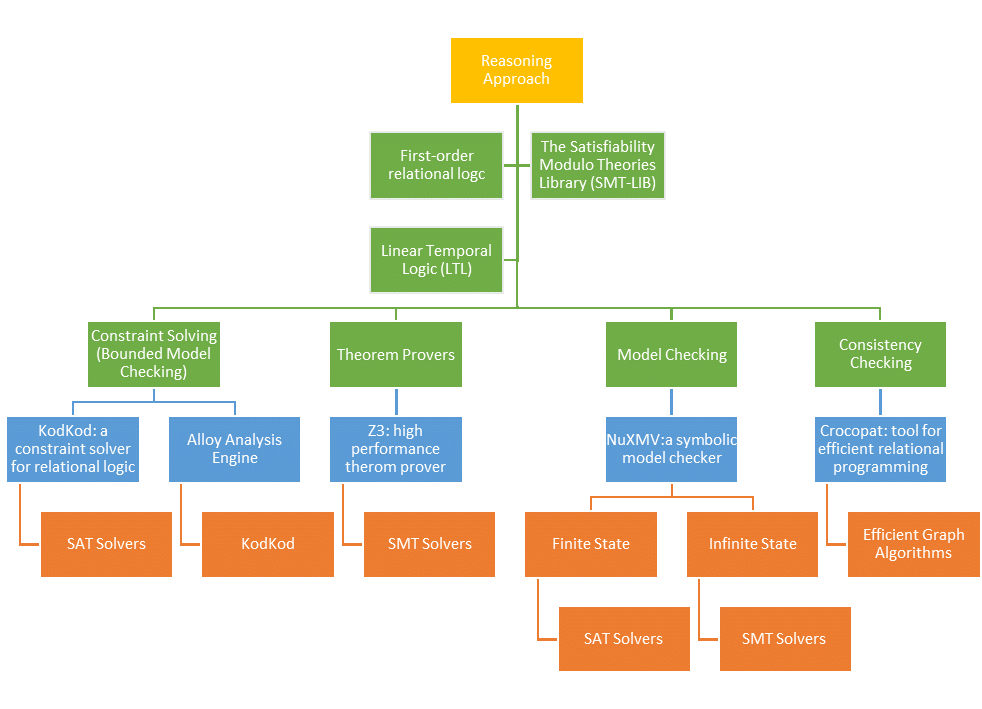 Reasoning
Approach
First-order
relational logc
The Satisfiability
Modulo Theories
Library (SMT-LIB)
Linear Temporal
Logic (LTL)
Constraint Solving
(Bounded Model
Checking)
Theorem Provers
Model Checking
Consistency
Checking
KodKod: a
constraint solver
for relational logic
Alloy Analysis
Engine
Z3: high
performance
therom prover
NuXMV:a symbolic
model checker
Crocopat: tool for
efficient relational
programming
SAT Solvers
KodKod
SMT Solvers
Finite State
Infinite State
Efficient Graph
Algorithms
SAT Solvers
SMT Solvers